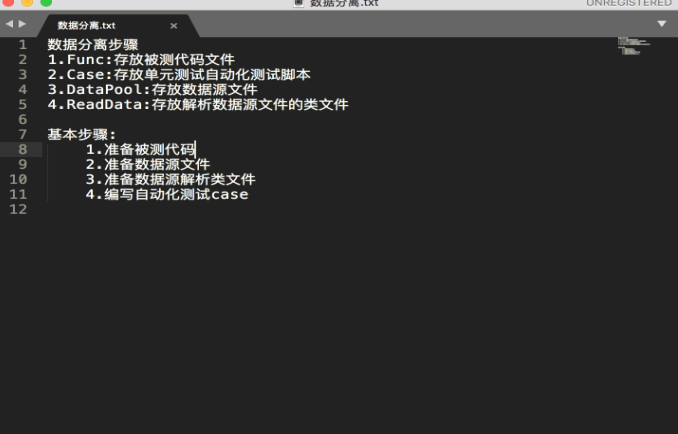 数据分离.txt
UNREGISTERED
数据分离.txt
1 数据分离步骤
2 1.Func:存放被测代码文件
3 2.Case:存放单元测试自动化测试脚本
4 3.DataPool:存放数据源文件
5 4.ReadData:存放解析数据源文件的类文件
6
7 基本步骤:
8 1.准备被测代码
9 2.准备数据源文件
10 3.准备数据源解析类文件
11 4.编写自动化测试case
12